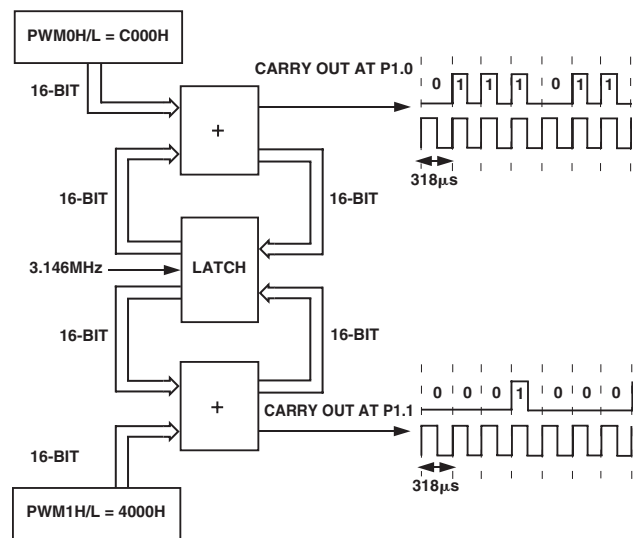 PWM0H/L = C000H
16-BIT
CARRY OUT AT P1.0
0 1 1 1 0 1 1
+
318μs
16-BIT
16-BIT
3.146MHz
LATCH
16-BIT
16-BIT
0 0 0 1 0 0 0
+
CARRY OUT AT P1.1
16-BIT
318μs
PWM1H/L = 4000H